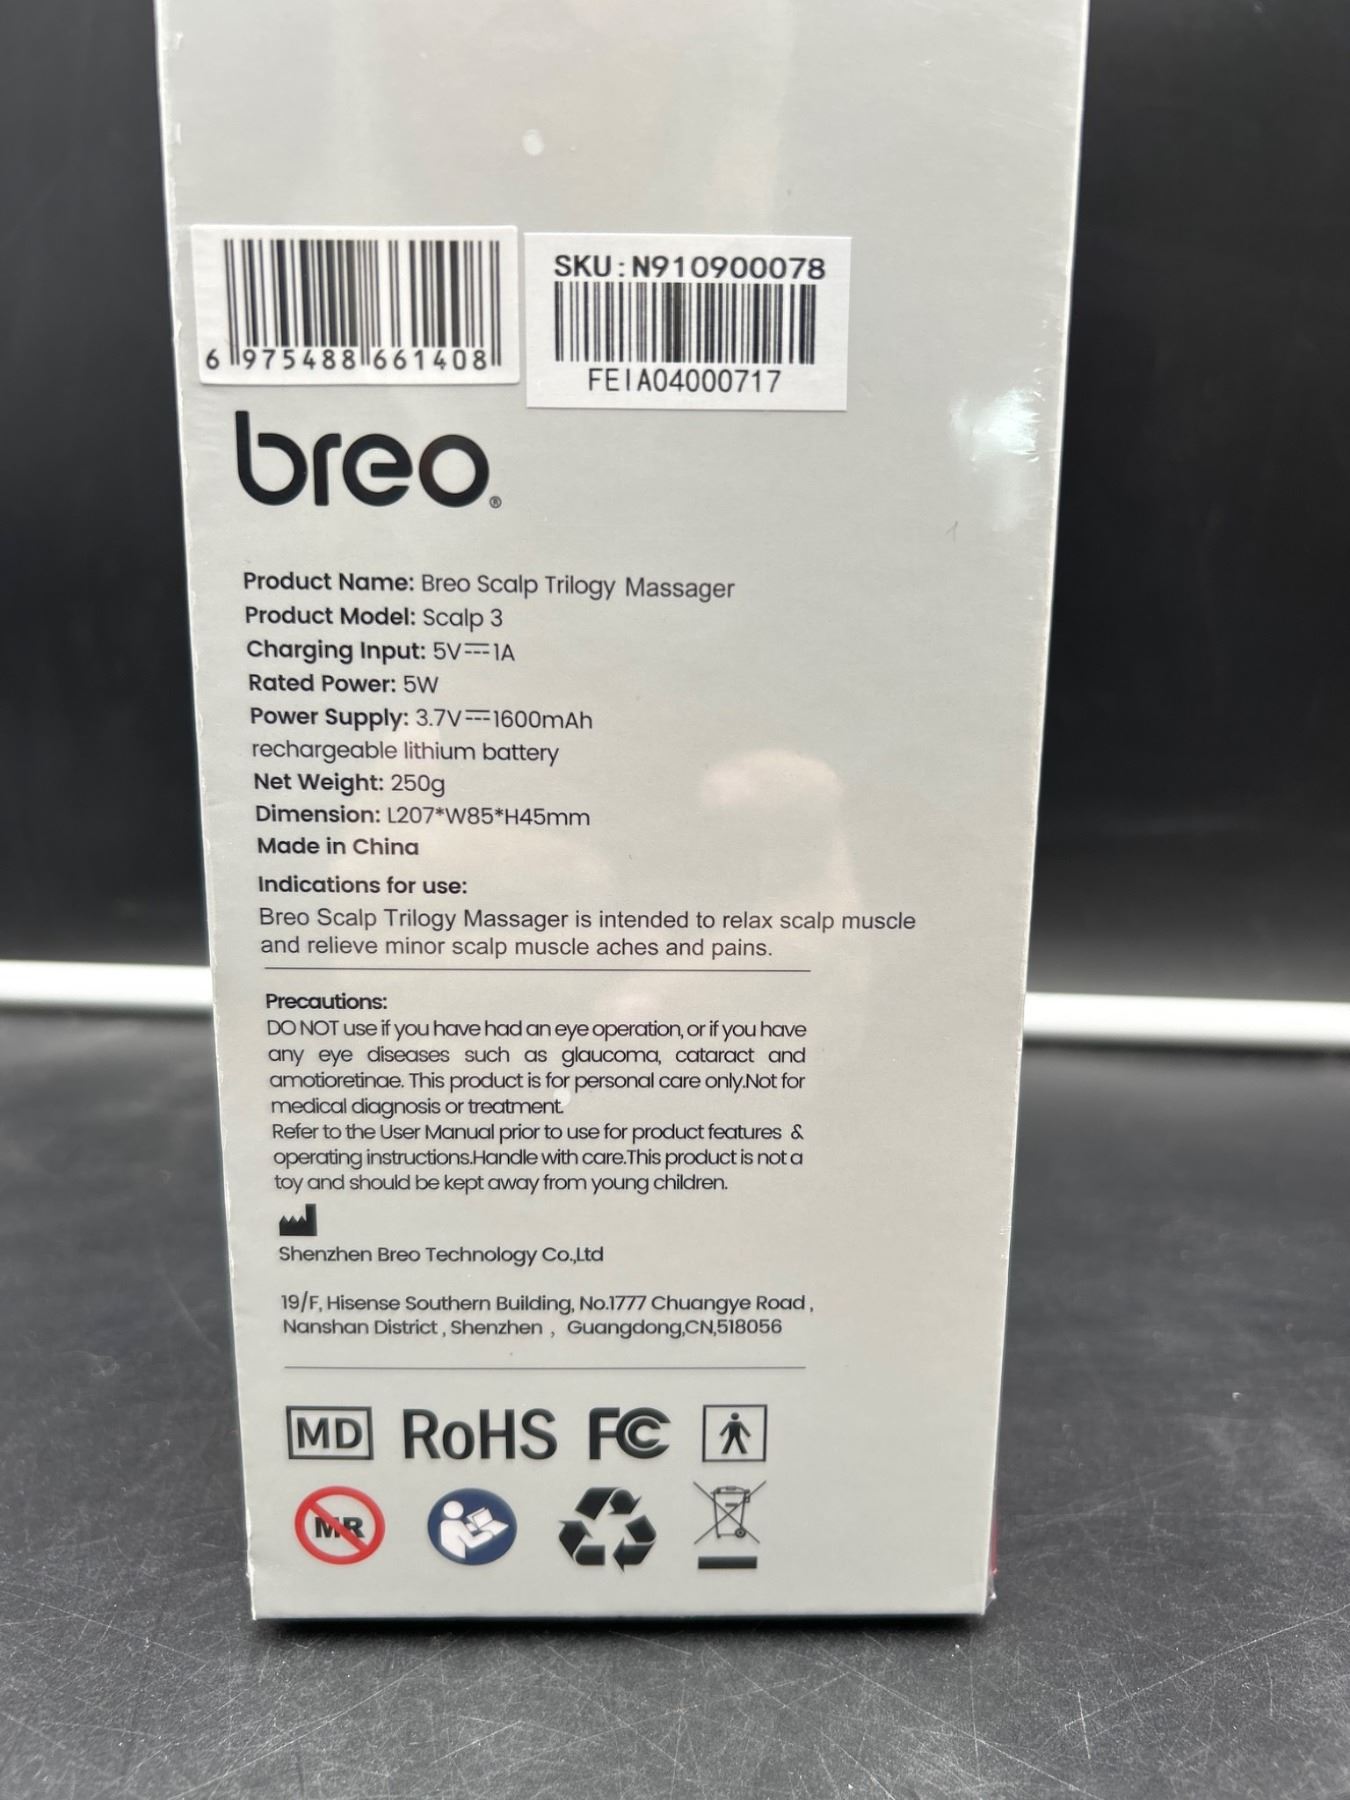 6 975488 661408
SKU:N910900078
FEIA04000717
breo®
Product Name: Breo Scalp Trilogy Massager
Product Model: Scalp 3
Charging Input: 5V⎓1A
Rated Power: 5W
Power Supply: 3.7V⎓1600mAh
rechargeable lithium battery
Net Weight: 250g
Dimension: L207*W85*H45mm
Made in China
Indications for use:
Breo Scalp Trilogy Massager is intended to relax scalp muscle
and relieve minor scalp muscle aches and pains.
Precautions:
DO NOT use if you have had an eye operation, or if you have
any eye diseases such as glaucoma, cataract and
amotioretinae. This product is for personal care only.Not for
medical diagnosis or treatment.
Refer to the User Manual prior to use for product features &
operating instructions.Handle with care.This product is not a
toy and should be kept away from young children.
Shenzhen Breo Technology Co.,Ltd
19/F, Hisense Southern Building, No.1777 Chuangye Road ,
Nanshan District , Shenzhen , Guangdong,CN,518056
MD RoHS FC
MR